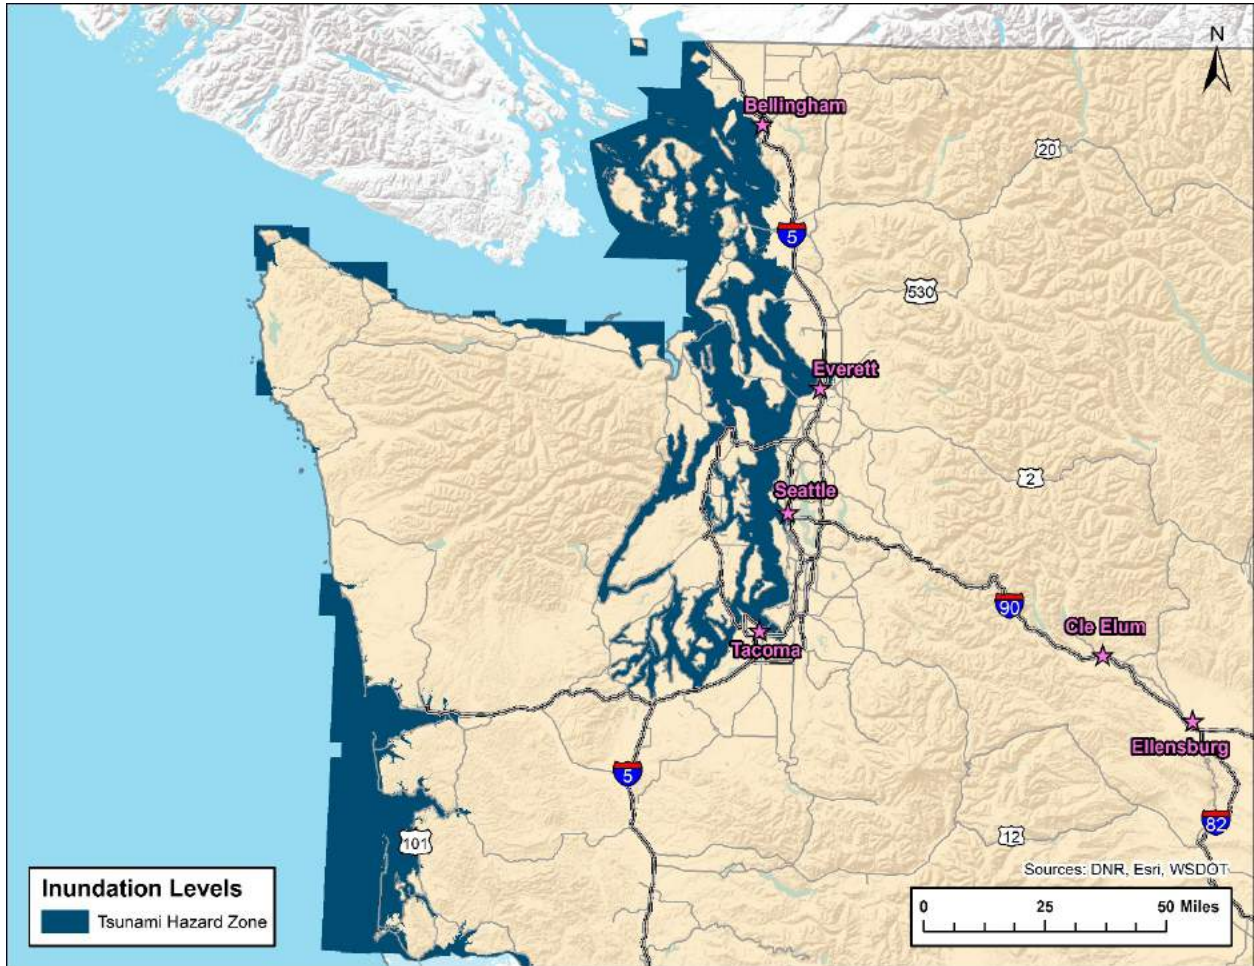 N
Bellingham
20
5
530
Everett
2
Seattle
90
Cle Elum
Tacoma
Ellensburg
5
82
12
101
Sources: DNR, Esri, WSDOT
Inundation Levels
Tsunami Hazard Zone
0 25 50 Miles